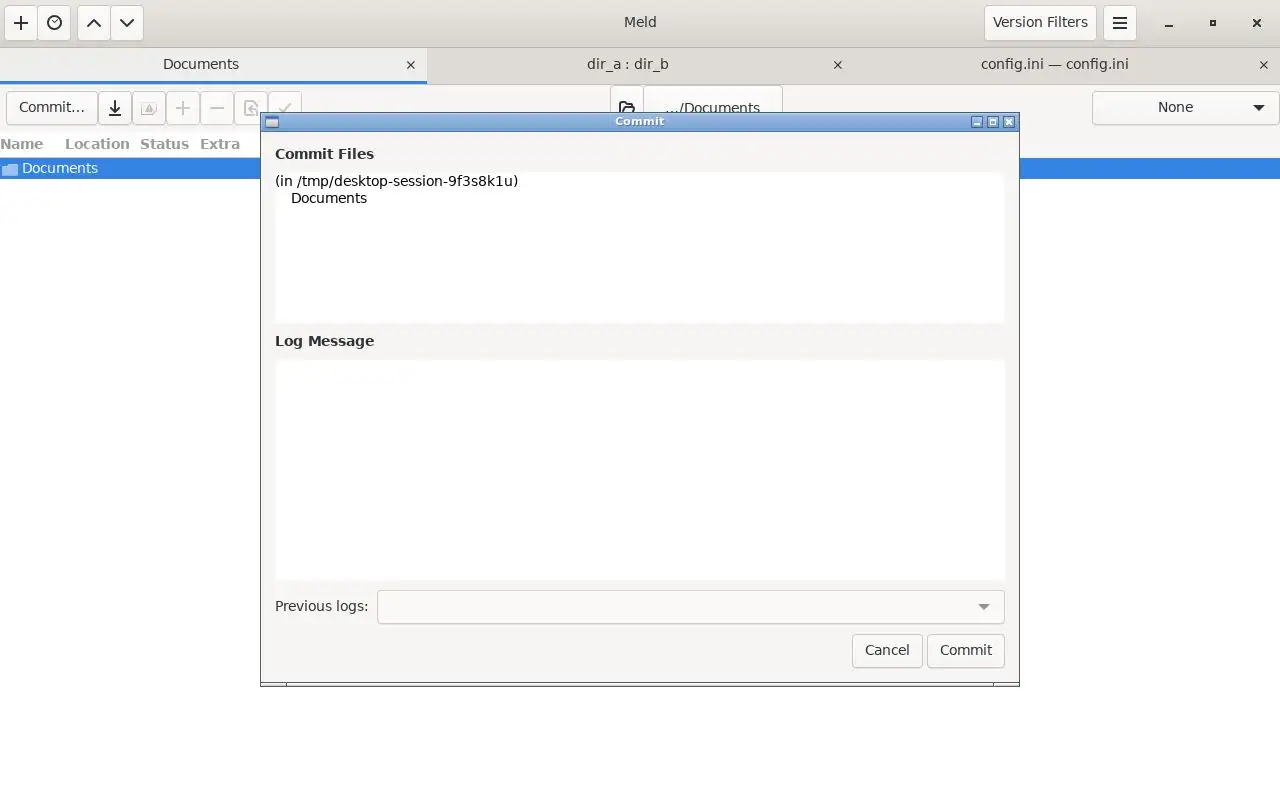 Meld
Version Filters
Documents
dir_a : dir_b
config.ini — config.ini
Commit...
.../Documents
None
Name Location Status Extra
Documents
Commit
Commit Files
(in /tmp/desktop-session-9f3s8k1u)
Documents
Log Message
Previous logs:
Cancel
Commit